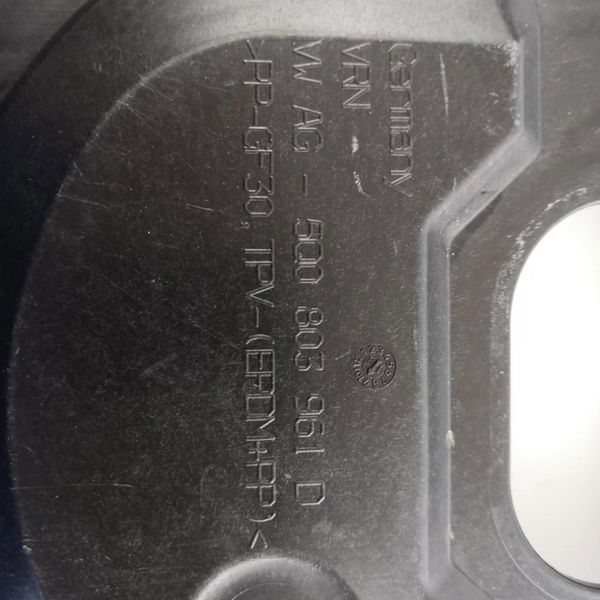 Germany
VRN
VW AG - 5Q0 803 961 D
>PP-GF30 TPV-(EPDM+PP)<